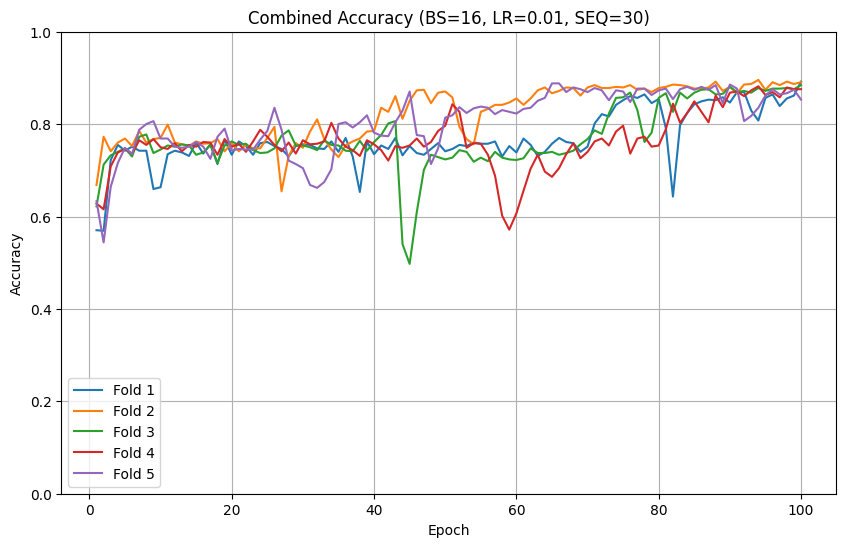 Combined Accuracy (BS=16, LR=0.01, SEQ=30)
1.0
0.8
0.6
0.4
0.2
0.0
Accuracy
Fold 1
Fold 2
Fold 3
Fold 4
Fold 5
0 20 40 60 80 100
Epoch